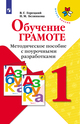 В. Г. Горецкий
Н. М. Белянкова
Обучение
грамоте
Методическое пособие
с поурочными
разработками
1